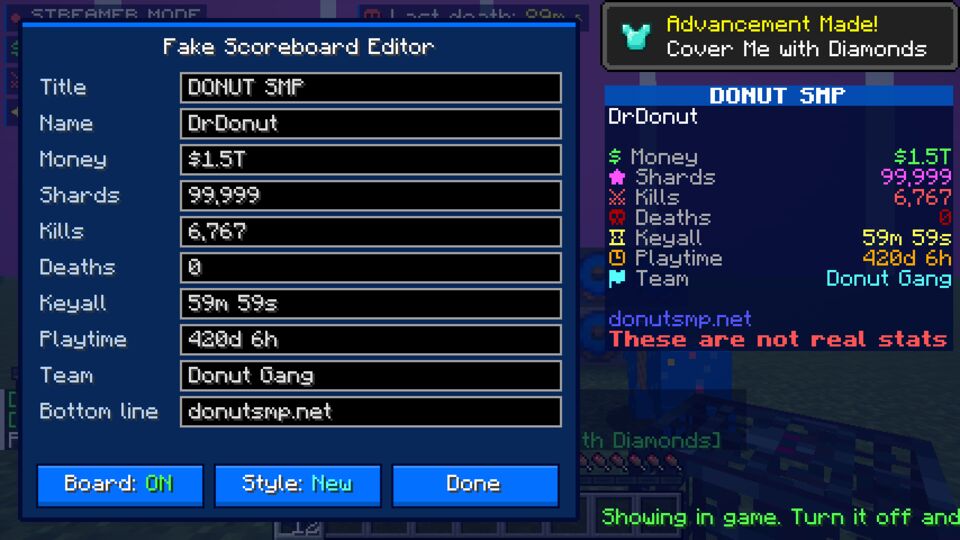 STREAMER MODE
Last death: 89m
Fake Scoreboard Editor
Title DONUT SMP
Name DrDonut
Money $1.5T
Shards 99,999
Kills 6,767
Deaths 0
Keyall 59m 59s
Playtime 420d 6h
Team Donut Gang
Bottom line donutsmp.net
Board: ON Style: New Done
Advancement Made!
Cover Me with Diamonds
DONUT SMP
DrDonut
$ Money $1.5T
Shards 99,999
Kills 6,767
Deaths 0
Keyall 59m 59s
Playtime 420d 6h
Team Donut Gang
donutsmp.net
These are not real stats
th Diamonds]
12
Showing in game. Turn it off and